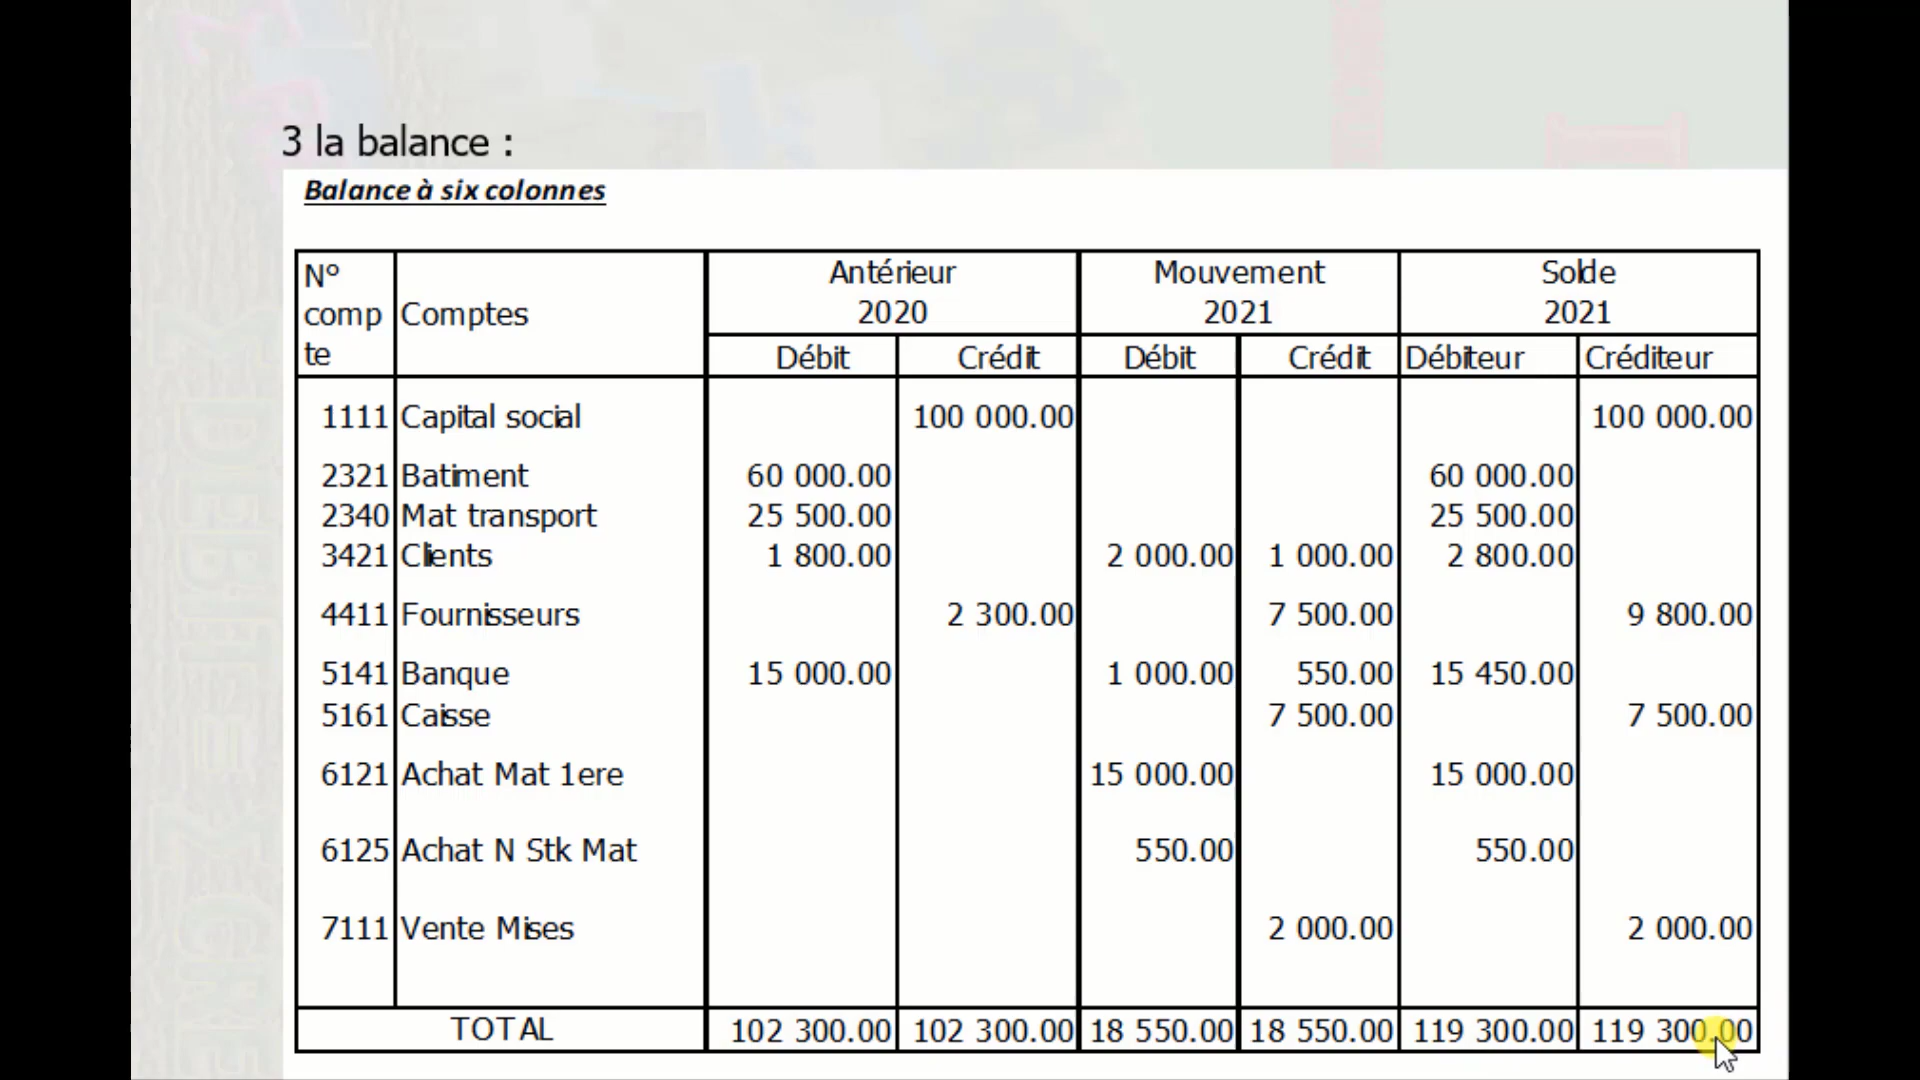 3 la balance :
Balance à six colonnes
N° compte Comptes Antérieur 2020 Mouvement 2021 Solde 2021
Débit Crédit Débit Crédit Débiteur Créditeur
1111 Capital social 100 000.00 100 000.00
2321 Batiment 60 000.00 60 000.00
2340 Mat transport 25 500.00 25 500.00
3421 Clients 1 800.00 2 000.00 1 000.00 2 800.00
4411 Fournisseurs 2 300.00 7 500.00 9 800.00
5141 Banque 15 000.00 1 000.00 550.00 15 450.00
5161 Caisse 7 500.00 7 500.00
6121 Achat Mat 1ere 15 000.00 15 000.00
6125 Achat N Stk Mat 550.00 550.00
7111 Vente Mises 2 000.00 2 000.00
TOTAL 102 300.00 102 300.00 18 550.00 18 550.00 119 300.00 119 300.00